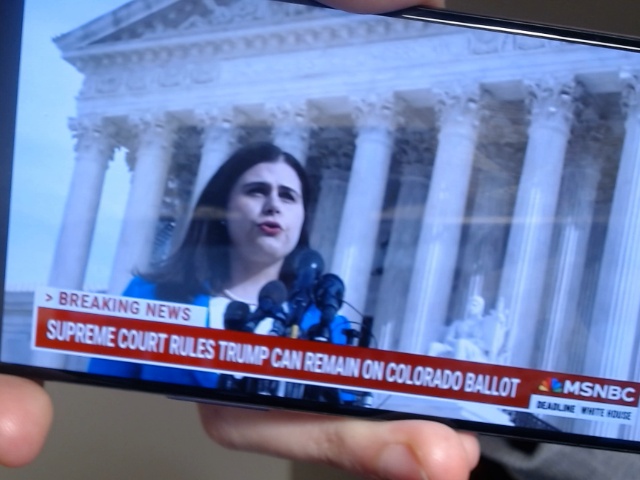 > BREAKING NEWS
SUPREME COURT RULES TRUMP CAN REMAIN ON COLORADO BALLOT
MSNBC
DEADLINE WHITE HOUSE